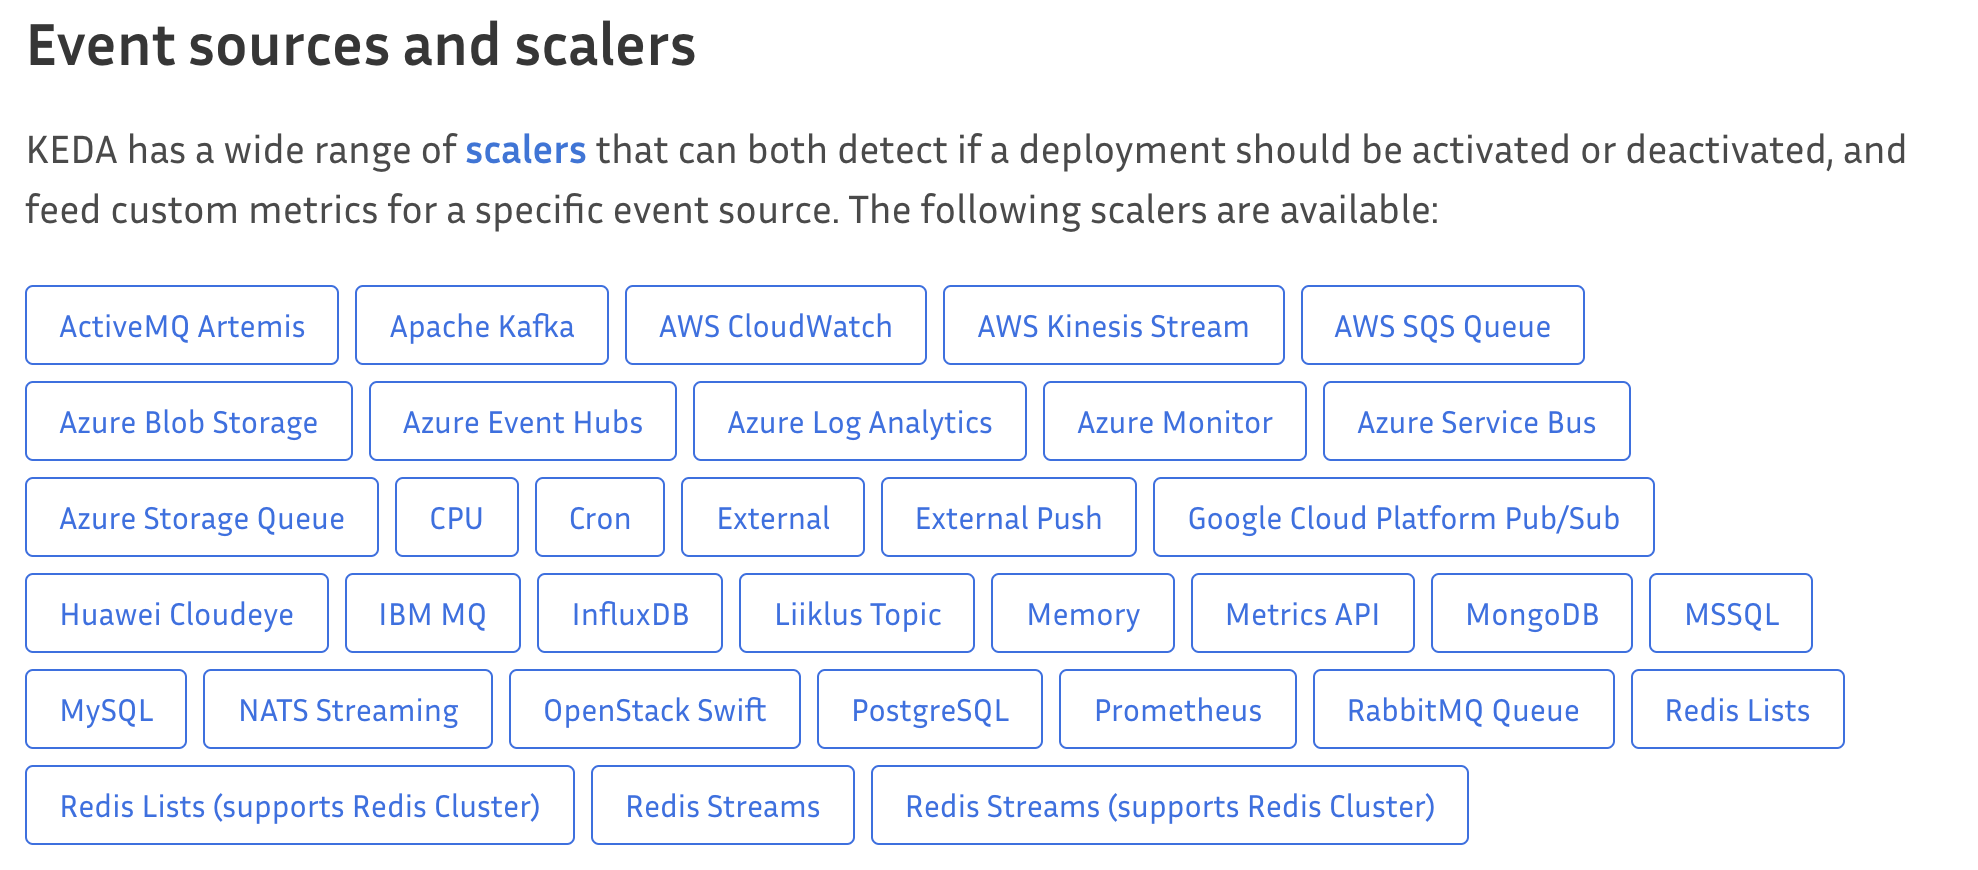 Event sources and scalers
KEDA has a wide range of scalers that can both detect if a deployment should be activated or deactivated, and
feed custom metrics for a specific event source. The following scalers are available:
ActiveMQ Artemis Apache Kafka AWS CloudWatch AWS Kinesis Stream AWS SQS Queue
Azure Blob Storage Azure Event Hubs Azure Log Analytics Azure Monitor Azure Service Bus
Azure Storage Queue CPU Cron External External Push Google Cloud Platform Pub/Sub
Huawei Cloudeye IBM MQ InfluxDB Liiklus Topic Memory Metrics API MongoDB MSSQL
MySQL NATS Streaming OpenStack Swift PostgreSQL Prometheus RabbitMQ Queue Redis Lists
Redis Lists (supports Redis Cluster) Redis Streams Redis Streams (supports Redis Cluster)